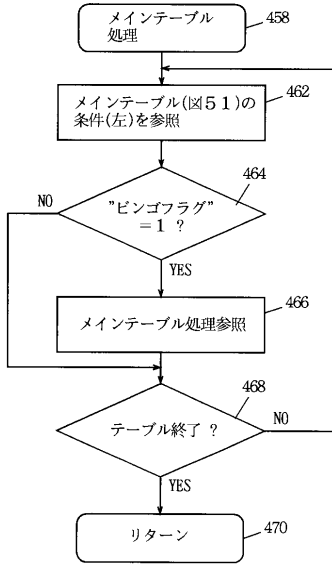 メインテーブル
処理
458
メインテーブル(図51)の
条件(左)を参照
462
464
NO
"ビンゴフラグ"
=1 ?
YES
466
メインテーブル処理参照
468
テーブル終了 ?
NO
YES
リターン
470